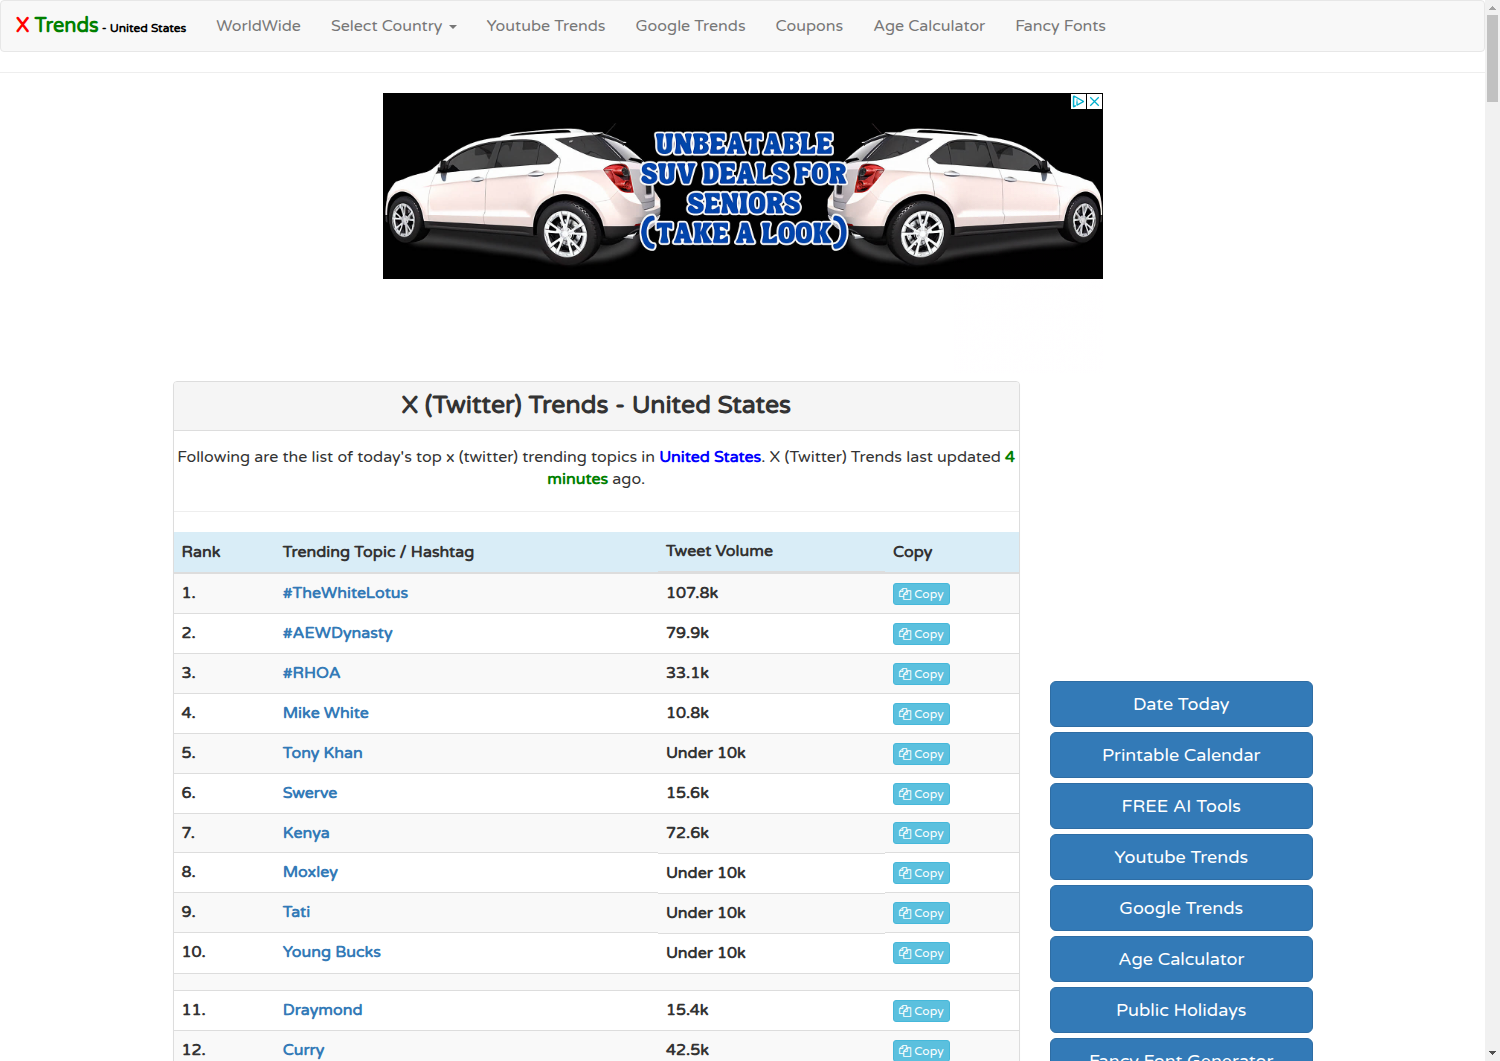 X Trends - United States
WorldWide
Select Country
Youtube Trends
Google Trends
Coupons
Age Calculator
Fancy Fonts
UNBEATABLE
SUV DEALS FOR
SENIORS
(TAKE A LOOK)
X (Twitter) Trends - United States
Following are the list of today's top x (twitter) trending topics in United States. X (Twitter) Trends last updated 4
minutes ago.
Rank Trending Topic / Hashtag Tweet Volume Copy
1. #TheWhiteLotus 107.8k Copy
2. #AEWDynasty 79.9k Copy
3. #RHOA 33.1k Copy
4. Mike White 10.8k Copy
5. Tony Khan Under 10k Copy
6. Swerve 15.6k Copy
7. Kenya 72.6k Copy
8. Moxley Under 10k Copy
9. Tati Under 10k Copy
10. Young Bucks Under 10k Copy
11. Draymond 15.4k Copy
12. Curry 42.5k Copy
Date Today
Printable Calendar
FREE AI Tools
Youtube Trends
Google Trends
Age Calculator
Public Holidays
Fancy Font Generator